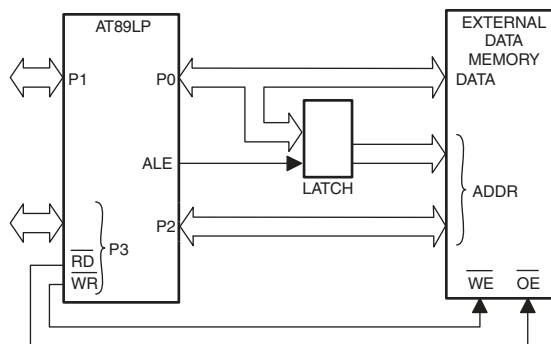 AT89LP
EXTERNAL
DATA
MEMORY
P1
P0
DATA
ALE
LATCH
ADDR
P2
P3
RD
WR
WE
OE